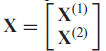 X = [ X⁽¹⁾
X⁽²⁾ ]